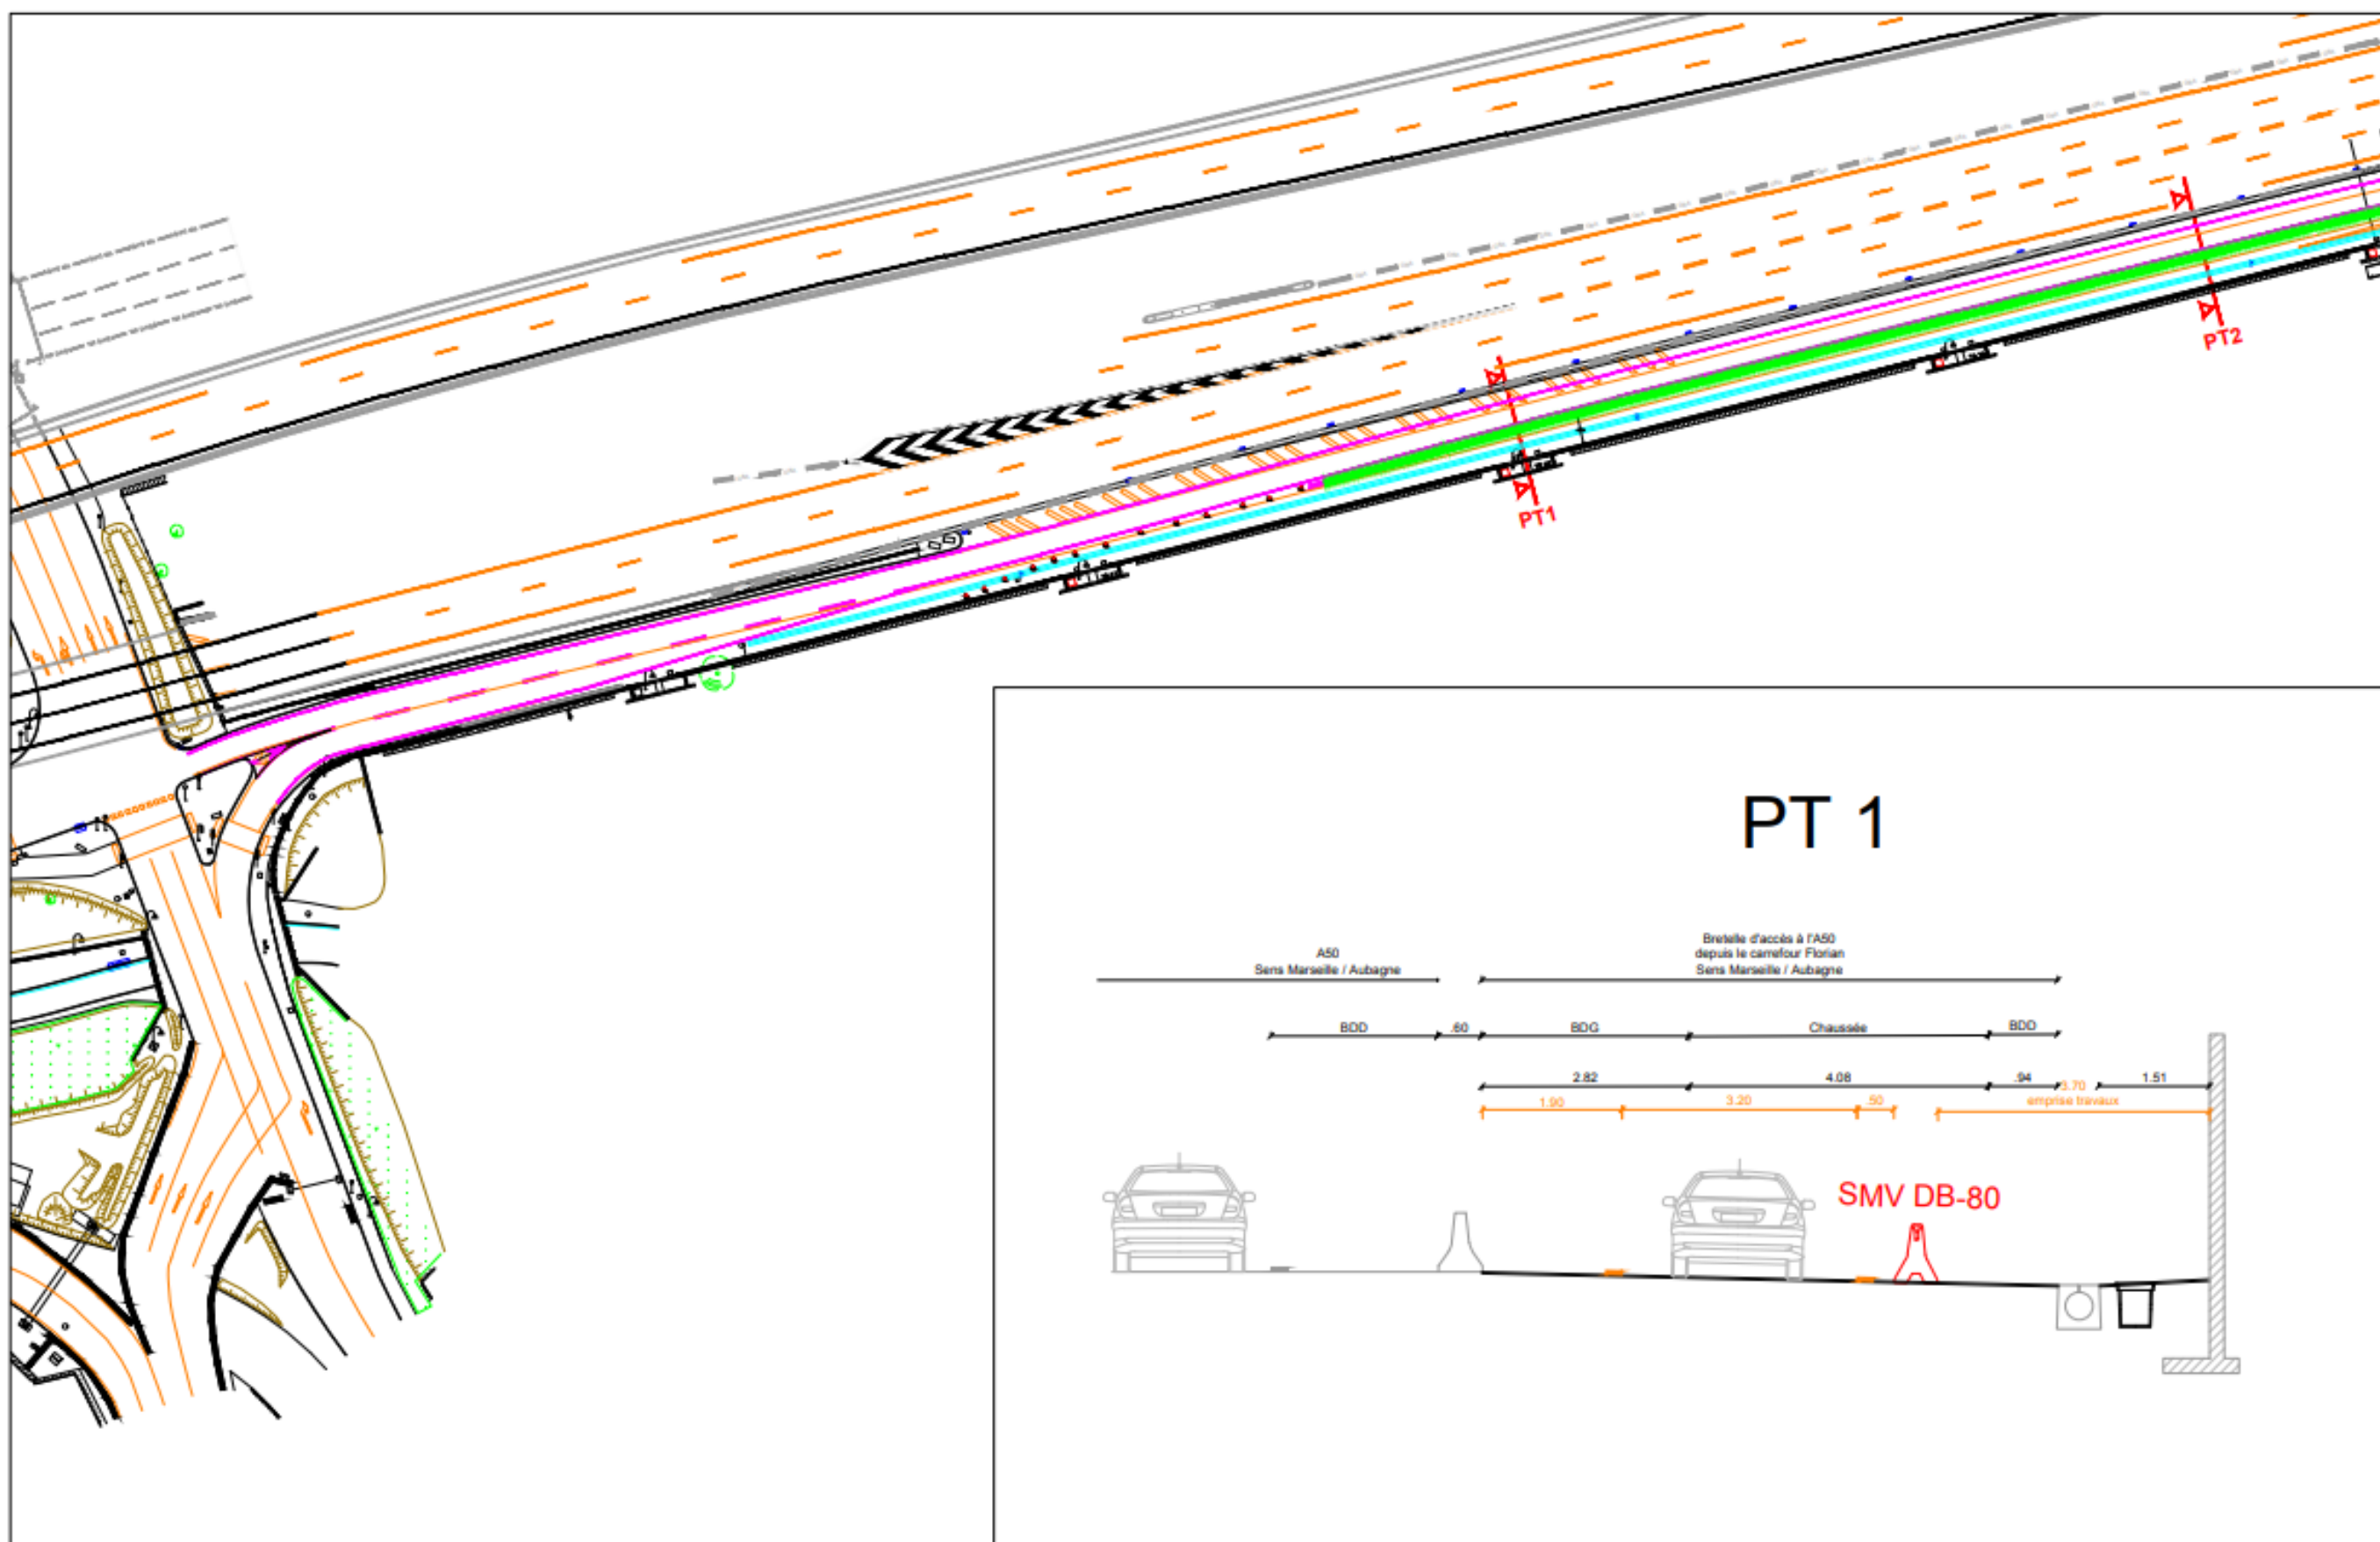 PT2
PT1
PT 1
A50
Sens Marseille / Aubagne
Bretelle d'accès à l'A50
depuis le carrefour Florian
Sens Marseille / Aubagne
BDD
.60
BDG
Chaussée
BDD
2.82
4.08
.94
3.70
1.51
1.90
3.20
.50
emprise travaux
SMV DB-80